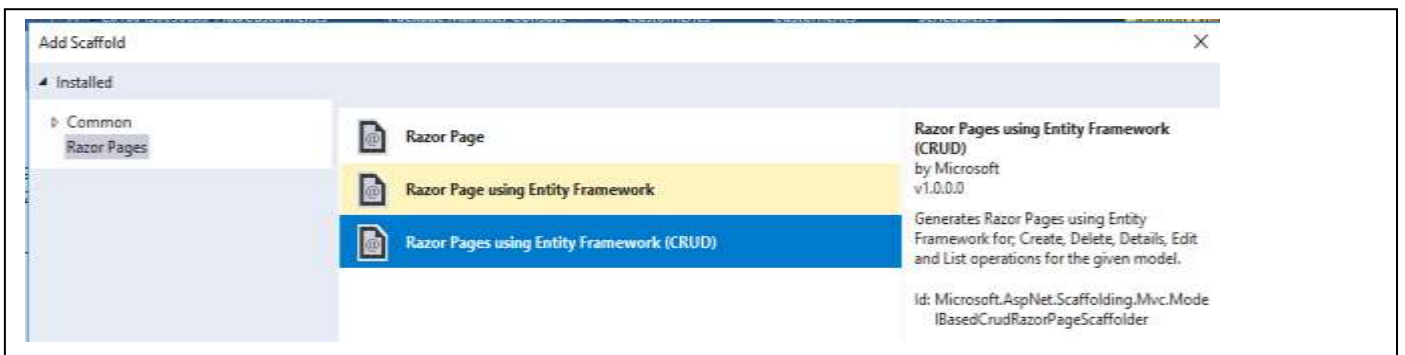 Add Scaffold
Installed
Common
Razor Pages
Razor Page
Razor Page using Entity Framework
Razor Pages using Entity Framework (CRUD)
Razor Pages using Entity Framework
(CRUD)
by Microsoft
v1.0.0.0
Generates Razor Pages using Entity
Framework for; Create, Delete, Details, Edit
and List operations for the given model.
Id: Microsoft.AspNet.Scaffolding.Mvc.Mode
lBasedCrudRazorPageScaffolder